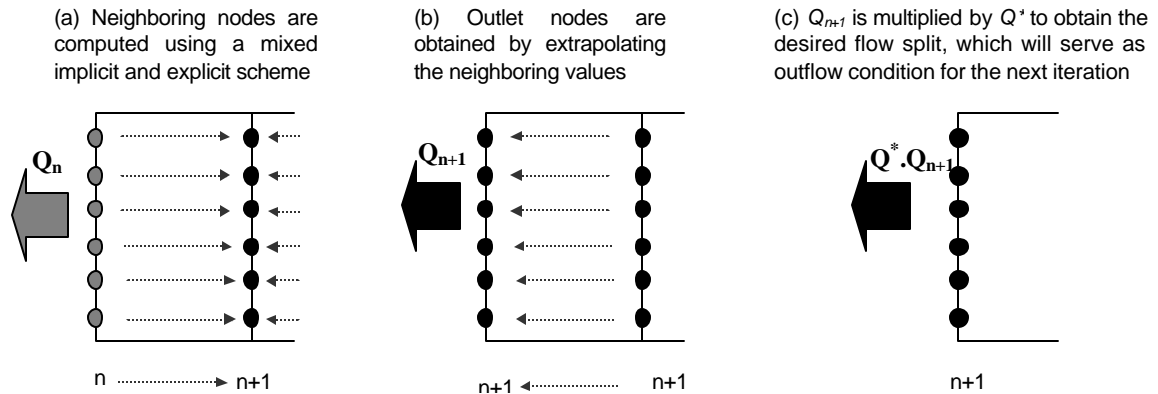 (a) Neighboring nodes are
computed using a mixed
implicit and explicit scheme
(b) Outlet nodes are
obtained by extrapolating
the neighboring values
(c) Qn+1 is multiplied by Q* to obtain the
desired flow split, which will serve as
outflow condition for the next iteration
Qn
Qn+1
Q*.Qn+1
n
n+1
n+1
n+1
n+1